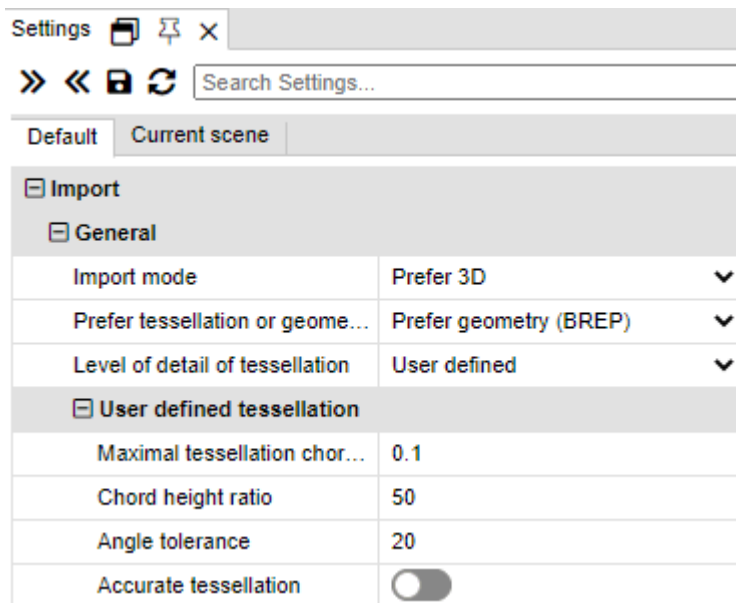 Settings
Search Settings...
Default Current scene
Import
General
Import mode Prefer 3D
Prefer tessellation or geome... Prefer geometry (BREP)
Level of detail of tessellation User defined
User defined tessellation
Maximal tessellation chor... 0.1
Chord height ratio 50
Angle tolerance 20
Accurate tessellation